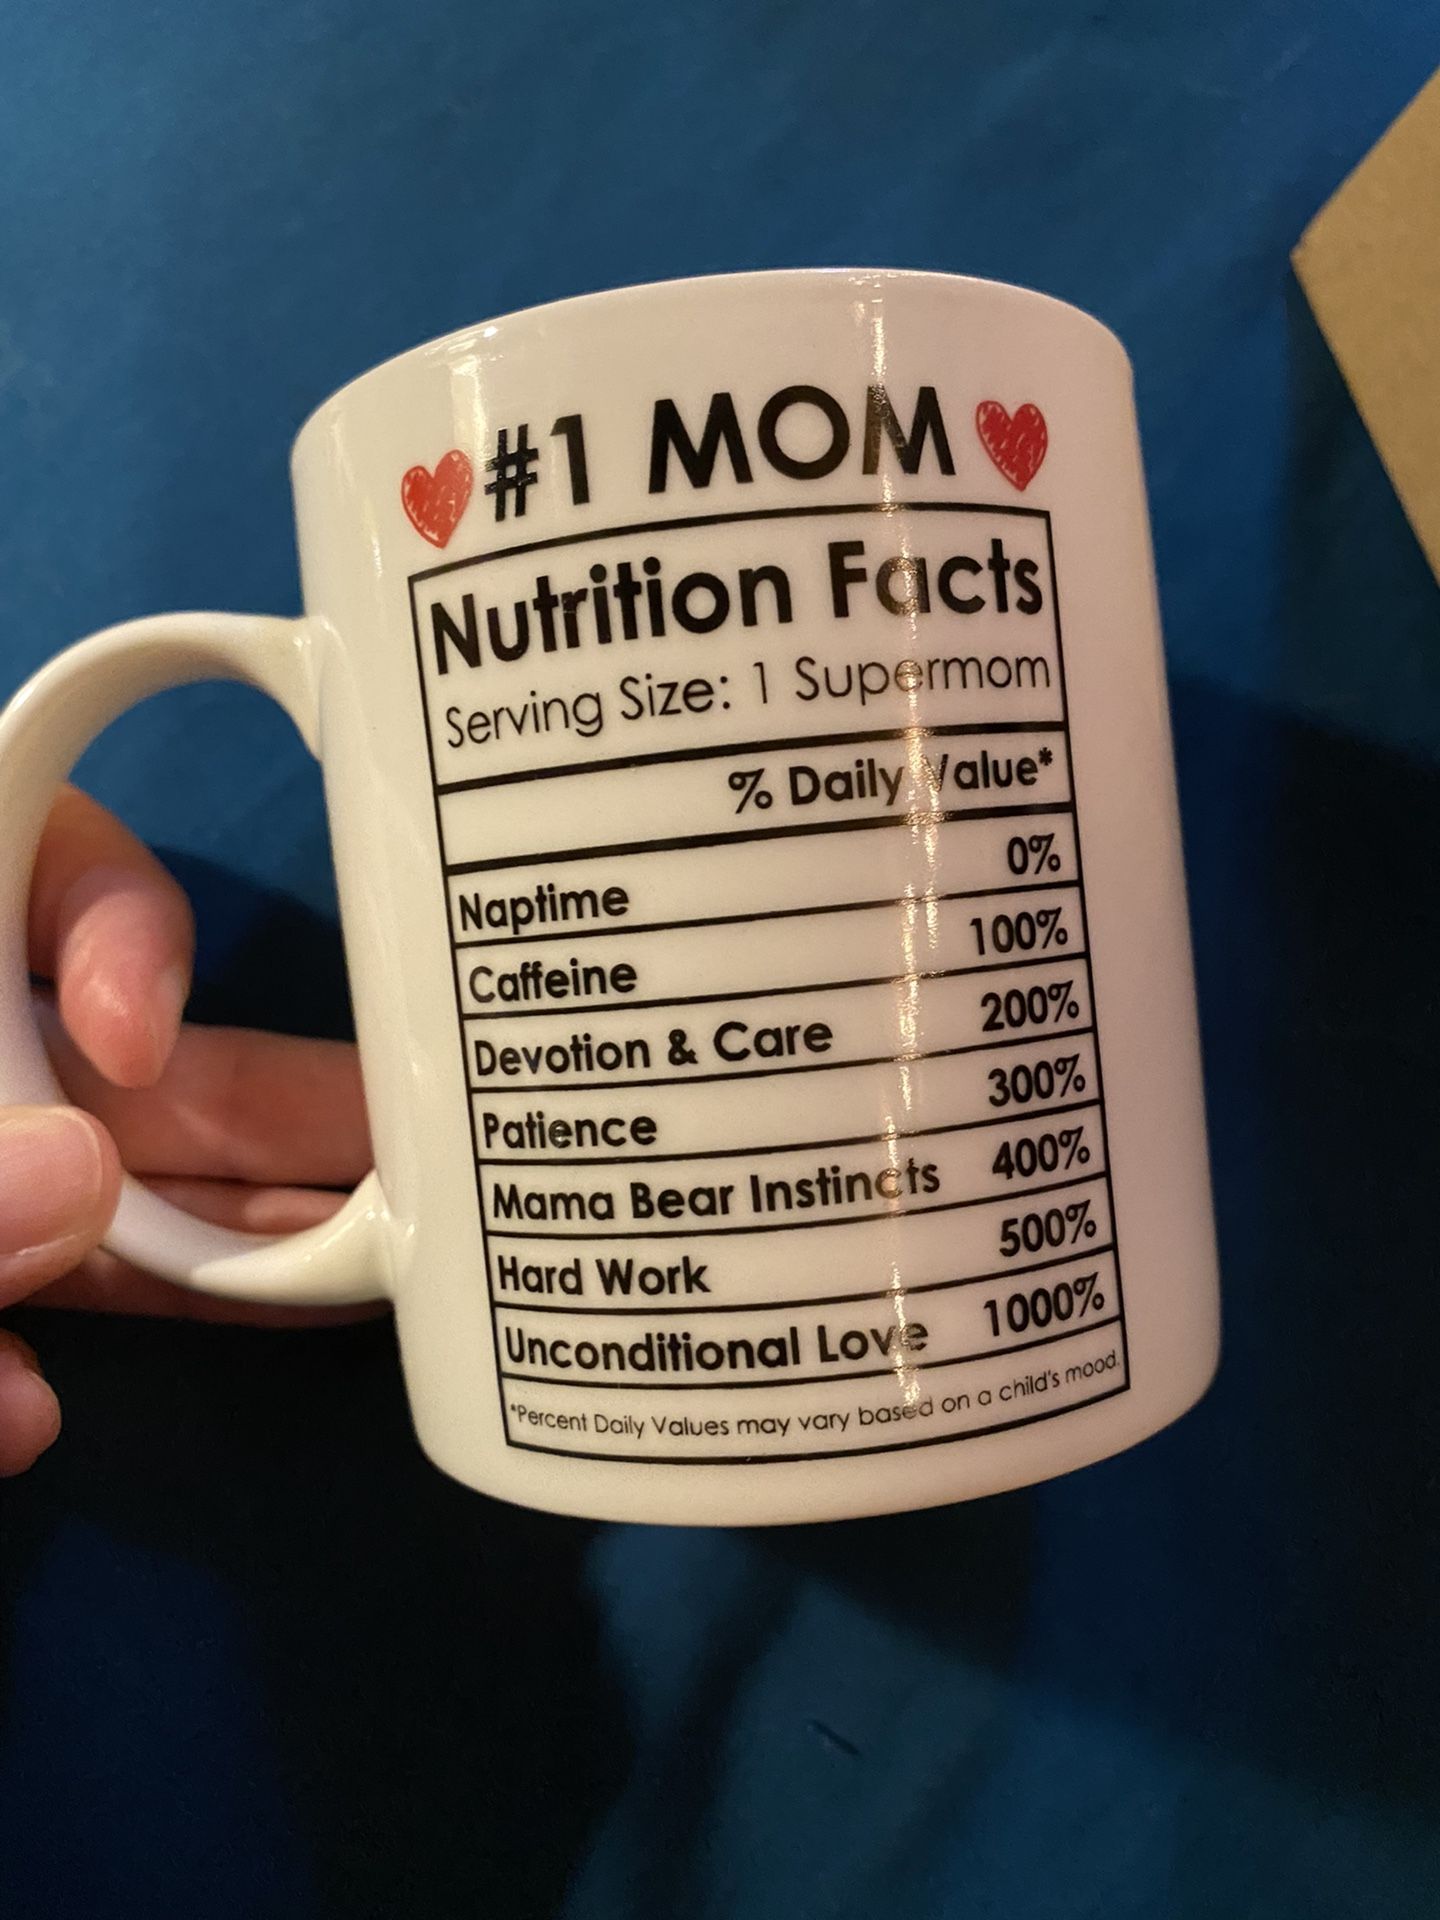 #1 MOM
Nutrition Facts
Serving Size: 1 Supermom
% Daily Value*
Naptime 0%
Caffeine 100%
Devotion & Care 200%
Patience 300%
Mama Bear Instincts 400%
Hard Work 500%
Unconditional Love 1000%
*Percent Daily Values may vary based on a child's mood.